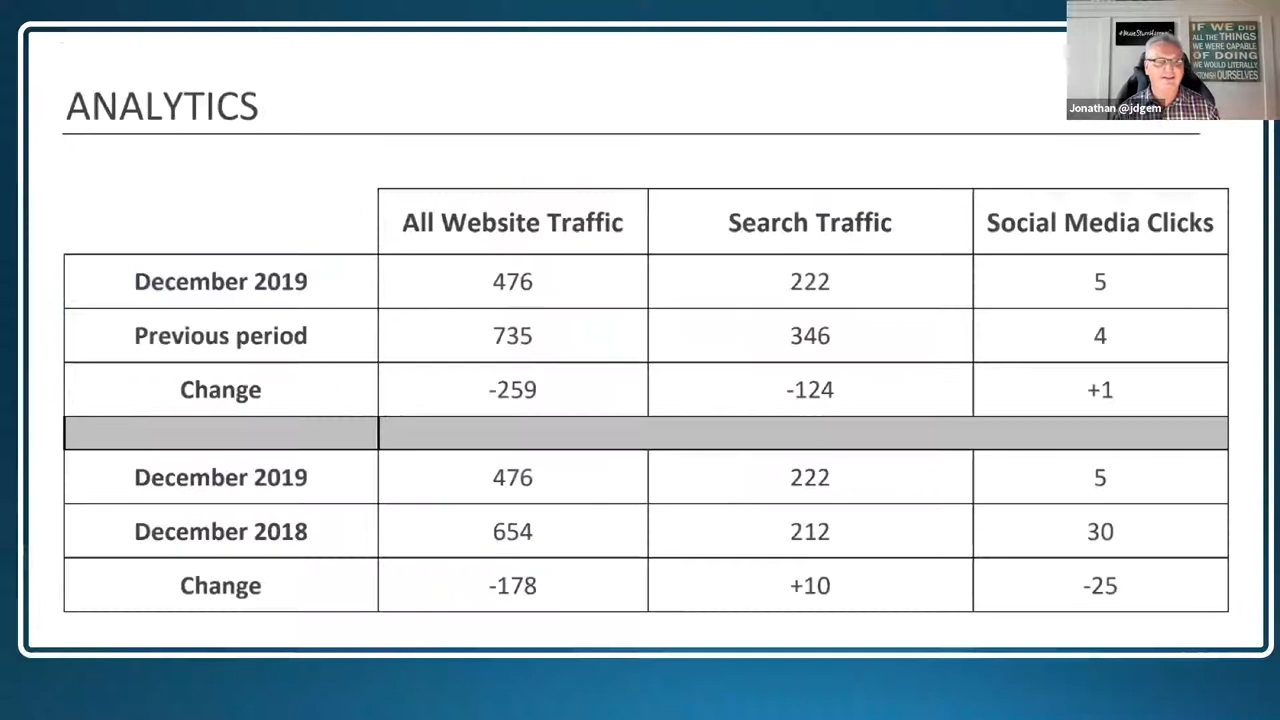 ANALYTICS
IF WE DID
ALL THE THINGS
WE WERE CAPABLE
OF DOING
WE WOULD LITERALLY
ASTONISH OURSELVES
Jonathan @jdgem
All Website Traffic Search Traffic Social Media Clicks
December 2019 476 222 5
Previous period 735 346 4
Change -259 -124 +1
December 2019 476 222 5
December 2018 654 212 30
Change -178 +10 -25